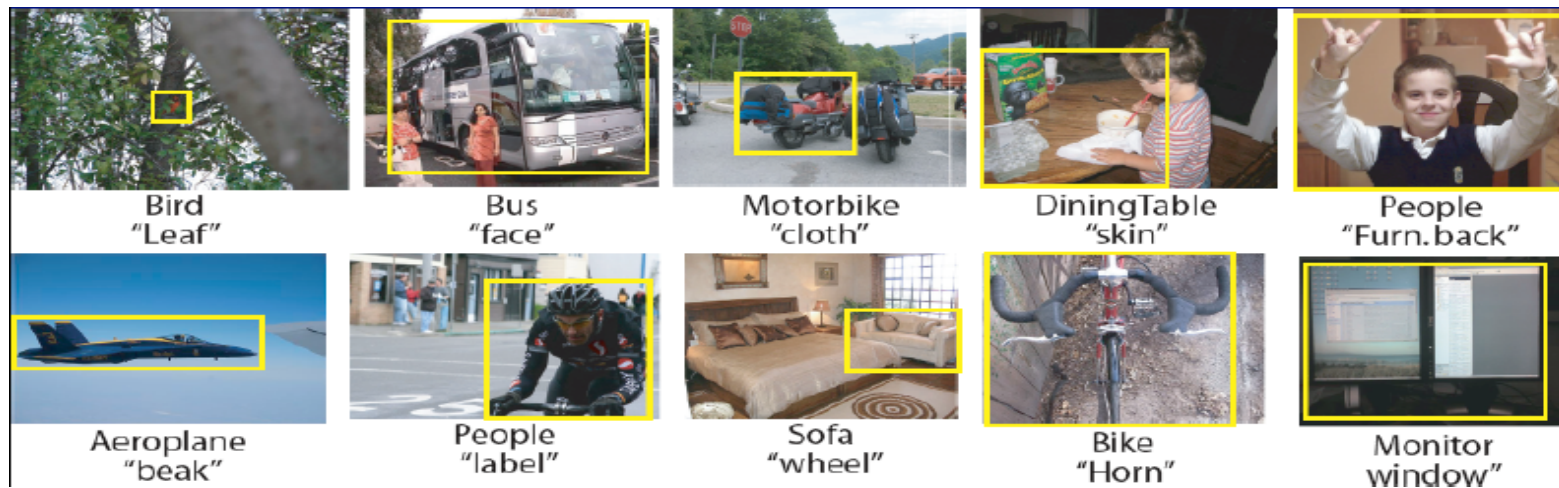 STOP
Bird
"Leaf"
Bus
"face"
Motorbike
"cloth"
DiningTable
"skin"
People
"Furn.back"
Aeroplane
"beak"
People
"label"
Sofa
"wheel"
Bike
"Horn"
Monitor
window"